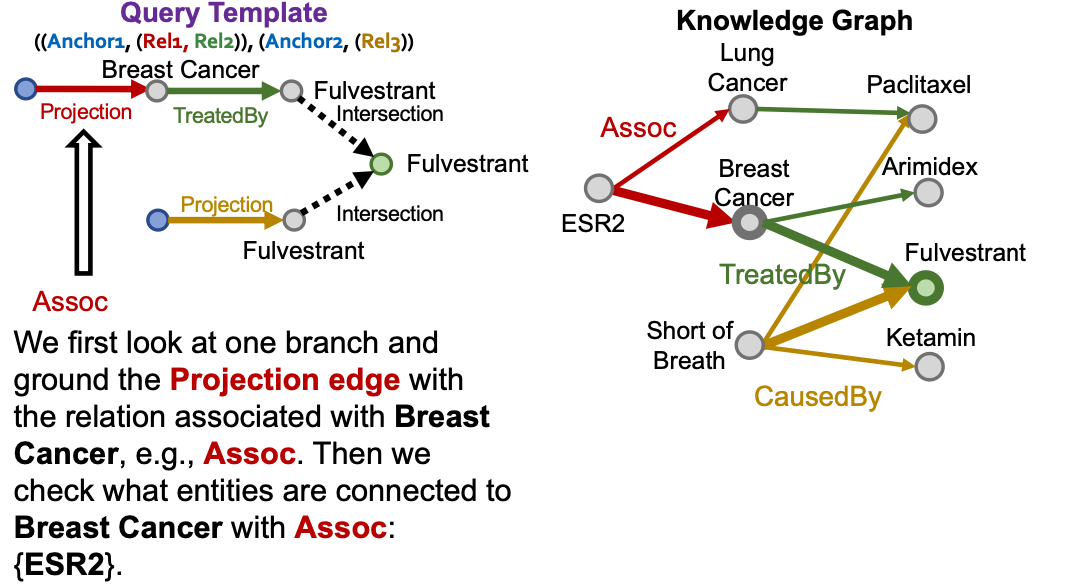 Query Template
((Anchor1, (Rel1, Rel2)), (Anchor2, (Rel3))
Breast Cancer
Projection
TreatedBy
Fulvestrant
Intersection
Fulvestrant
Projection
Intersection
Fulvestrant
Assoc
We first look at one branch and
ground the Projection edge with
the relation associated with Breast
Cancer, e.g., Assoc. Then we
check what entities are connected to
Breast Cancer with Assoc:
{ESR2}.
Knowledge Graph
Lung
Cancer
Paclitaxel
Assoc
Breast
Cancer
Arimidex
ESR2
TreatedBy
Fulvestrant
Short of
Breath
Ketamin
CausedBy